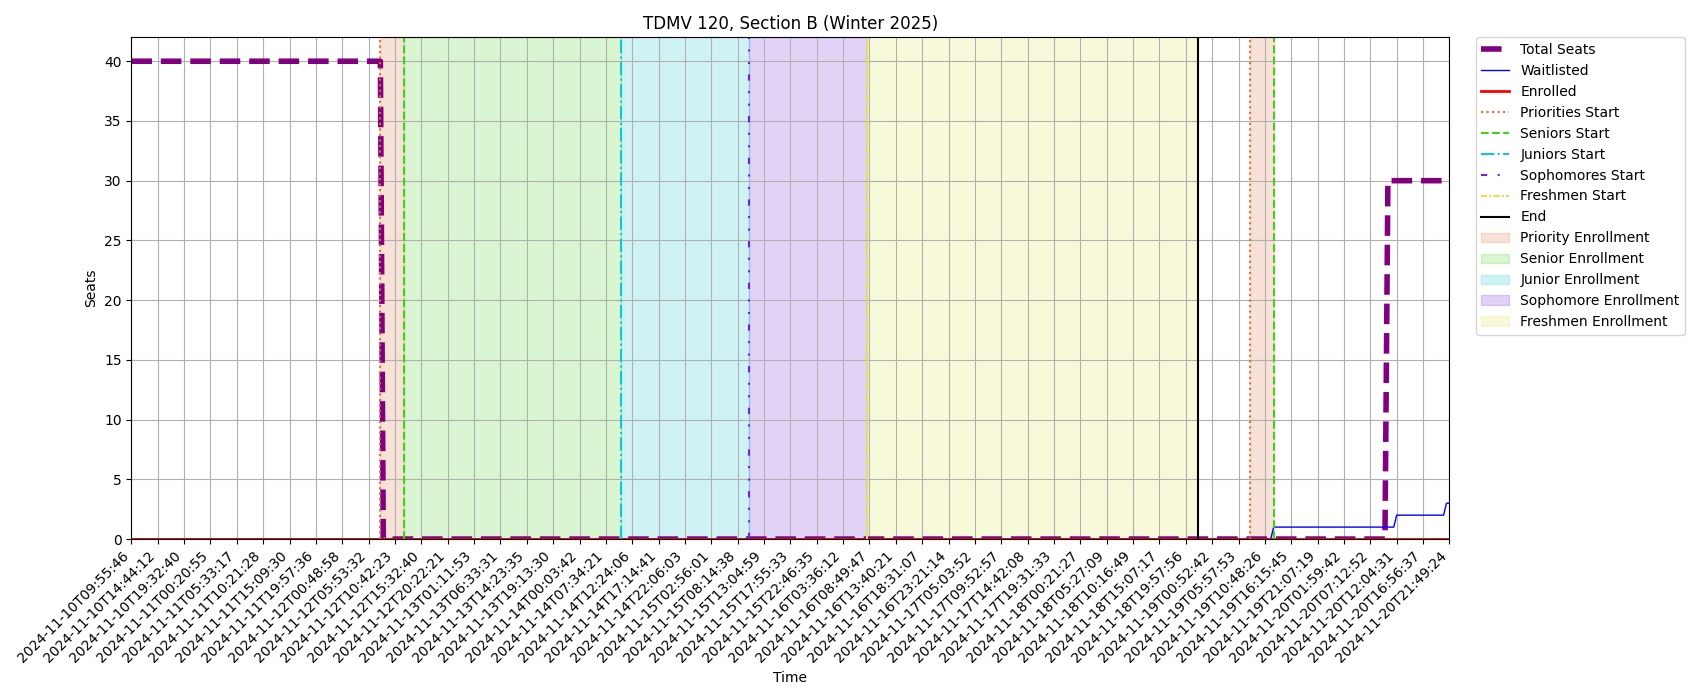 TDMV 120, Section B (Winter 2025)
Seats
40
35
30
25
20
15
10
5
0
2024-11-10T09:55:46
2024-11-10T14:44:12
2024-11-10T19:32:40
2024-11-11T00:20:55
2024-11-11T05:33:17
2024-11-11T10:21:28
2024-11-11T15:09:30
2024-11-11T19:57:36
2024-11-12T00:48:58
2024-11-12T05:53:32
2024-11-12T10:42:23
2024-11-12T15:32:40
2024-11-12T20:22:21
2024-11-13T01:11:53
2024-11-13T06:33:31
2024-11-13T14:23:35
2024-11-13T19:13:30
2024-11-14T00:03:42
2024-11-14T07:34:21
2024-11-14T12:24:06
2024-11-14T17:14:41
2024-11-14T22:06:03
2024-11-15T02:56:01
2024-11-15T08:14:38
2024-11-15T13:04:59
2024-11-15T17:55:33
2024-11-15T22:46:35
2024-11-16T03:36:12
2024-11-16T08:49:47
2024-11-16T13:40:21
2024-11-16T18:31:07
2024-11-16T23:21:14
2024-11-17T05:03:52
2024-11-17T09:52:57
2024-11-17T14:42:08
2024-11-17T19:31:33
2024-11-18T00:21:27
2024-11-18T05:27:09
2024-11-18T10:16:49
2024-11-18T15:07:17
2024-11-18T19:57:56
2024-11-19T00:52:42
2024-11-19T05:57:53
2024-11-19T10:48:26
2024-11-19T16:15:45
2024-11-19T21:07:19
2024-11-20T01:59:42
2024-11-20T07:12:52
2024-11-20T12:04:31
2024-11-20T16:56:37
2024-11-20T21:49:24
Time
Total Seats
Waitlisted
Enrolled
Priorities Start
Seniors Start
Juniors Start
Sophomores Start
Freshmen Start
End
Priority Enrollment
Senior Enrollment
Junior Enrollment
Sophomore Enrollment
Freshmen Enrollment